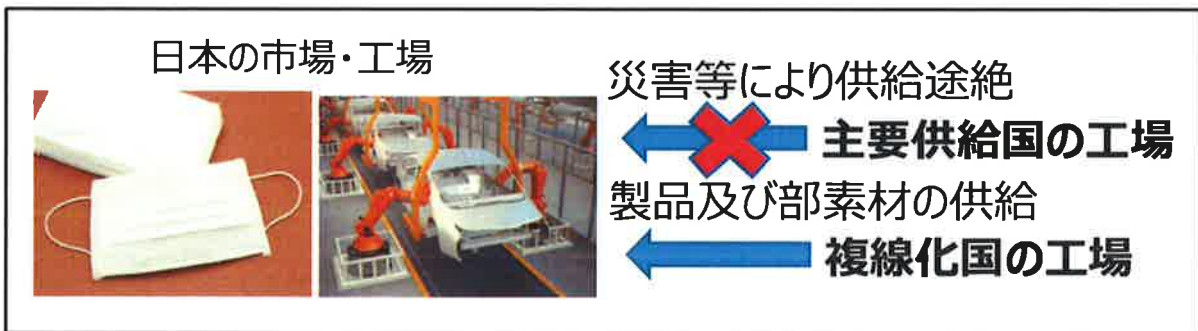 日本の市場・工場
災害等により供給途絶
主要供給国の工場
製品及び部素材の供給
複線化国の工場